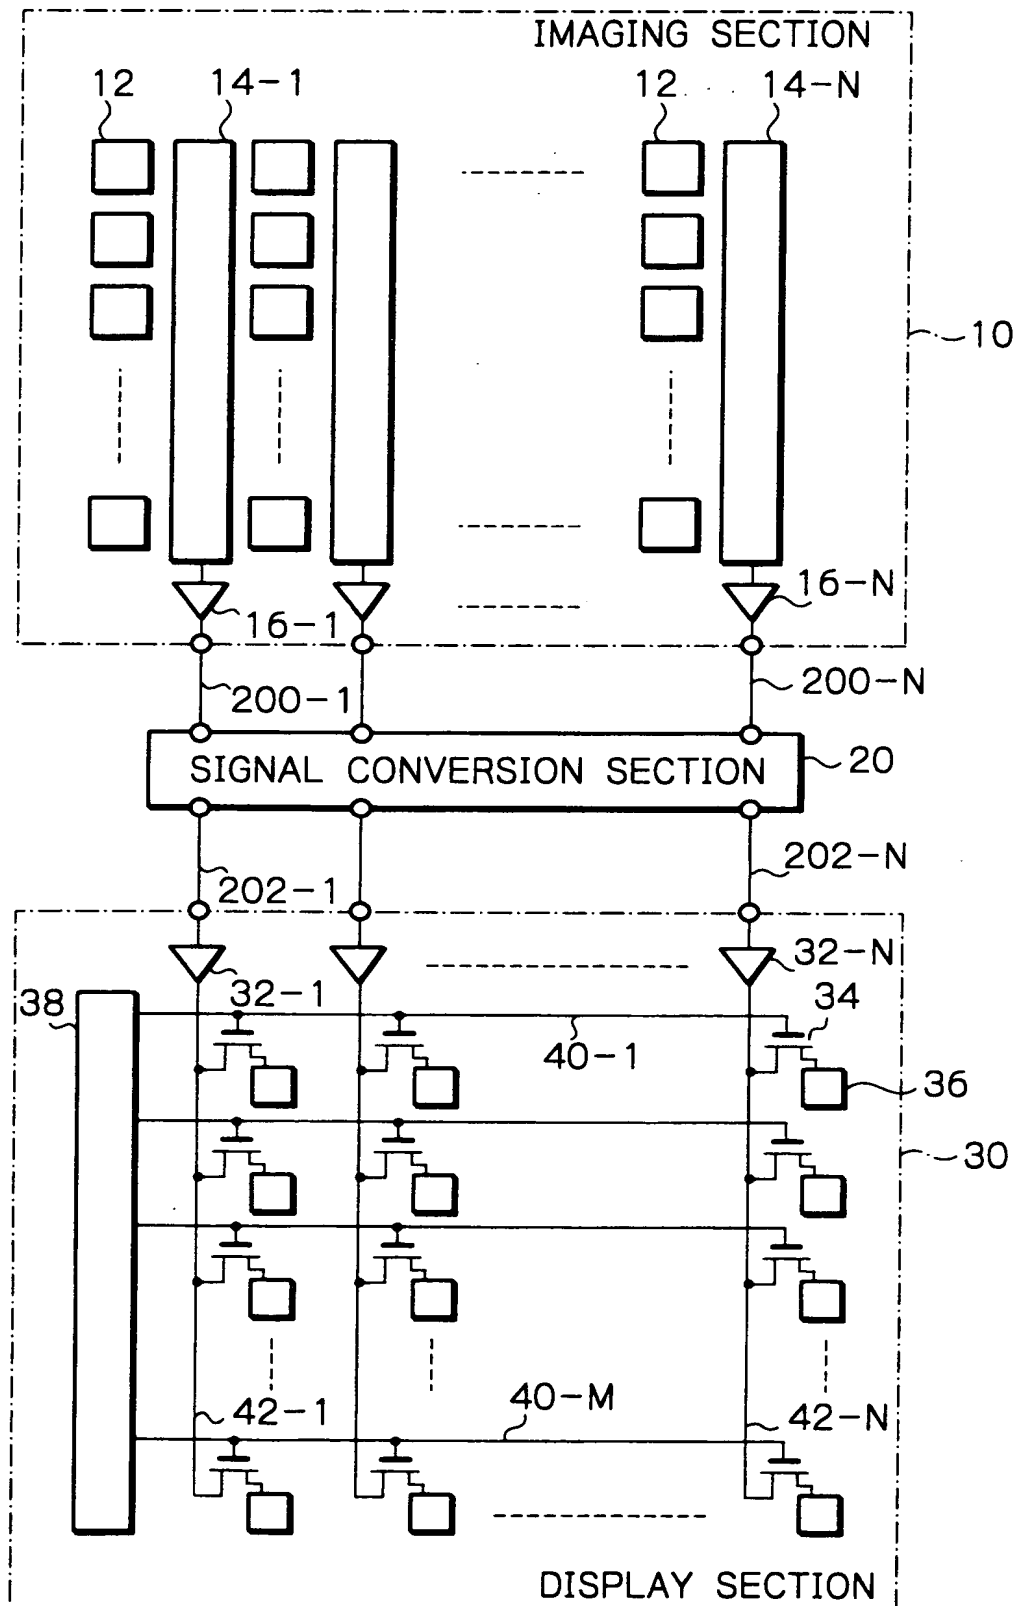 IMAGING SECTION
12 14-1 12 14-N
10
16-N
16-1
200-N
200-1
SIGNAL CONVERSION SECTION 20
202-N
202-1
32-N
32-1
38 34
40-1
36
30
42-1 40-M 42-N
DISPLAY SECTION